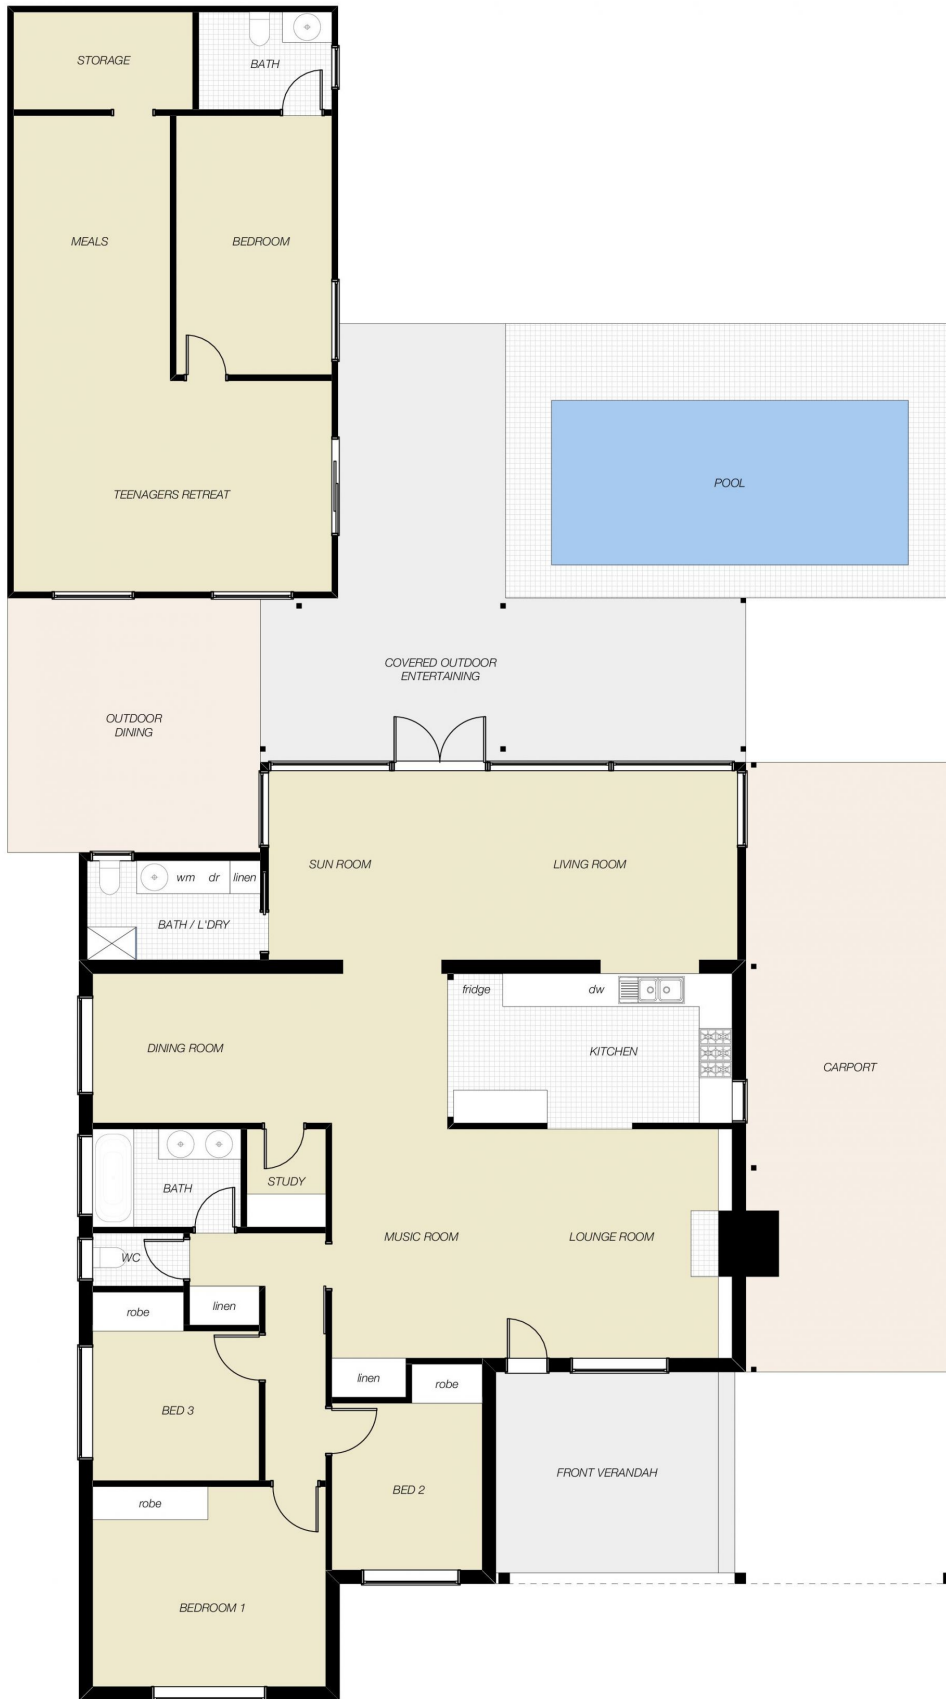 STORAGE
BATH
MEALS
BEDROOM
TEENAGERS RETREAT
POOL
COVERED OUTDOOR
ENTERTAINING
OUTDOOR
DINING
SUN ROOM
LIVING ROOM
wm dr linen
BATH / L'DRY
fridge
dw
DINING ROOM
KITCHEN
CARPORT
BATH
STUDY
MUSIC ROOM
LOUNGE ROOM
WC
robe
linen
linen
robe
BED 3
BED 2
FRONT VERANDAH
robe
BEDROOM 1